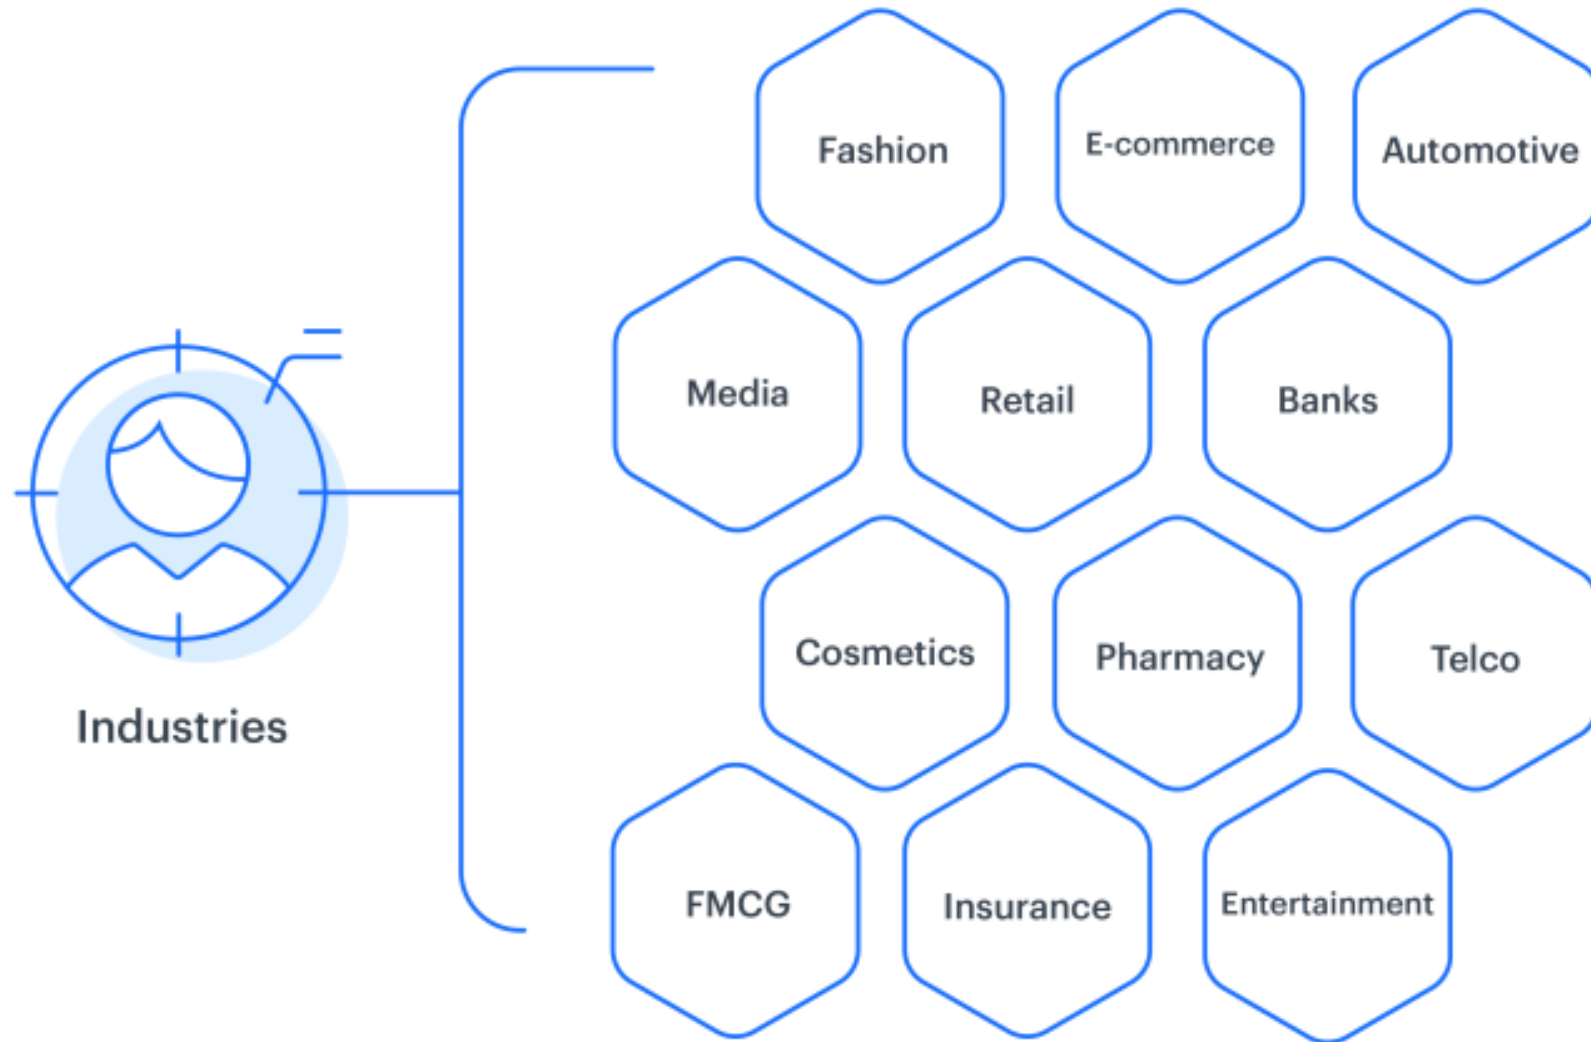 Fashion
E-commerce
Automotive
Media
Retail
Banks
Cosmetics
Pharmacy
Telco
Industries
FMCG
Insurance
Entertainment